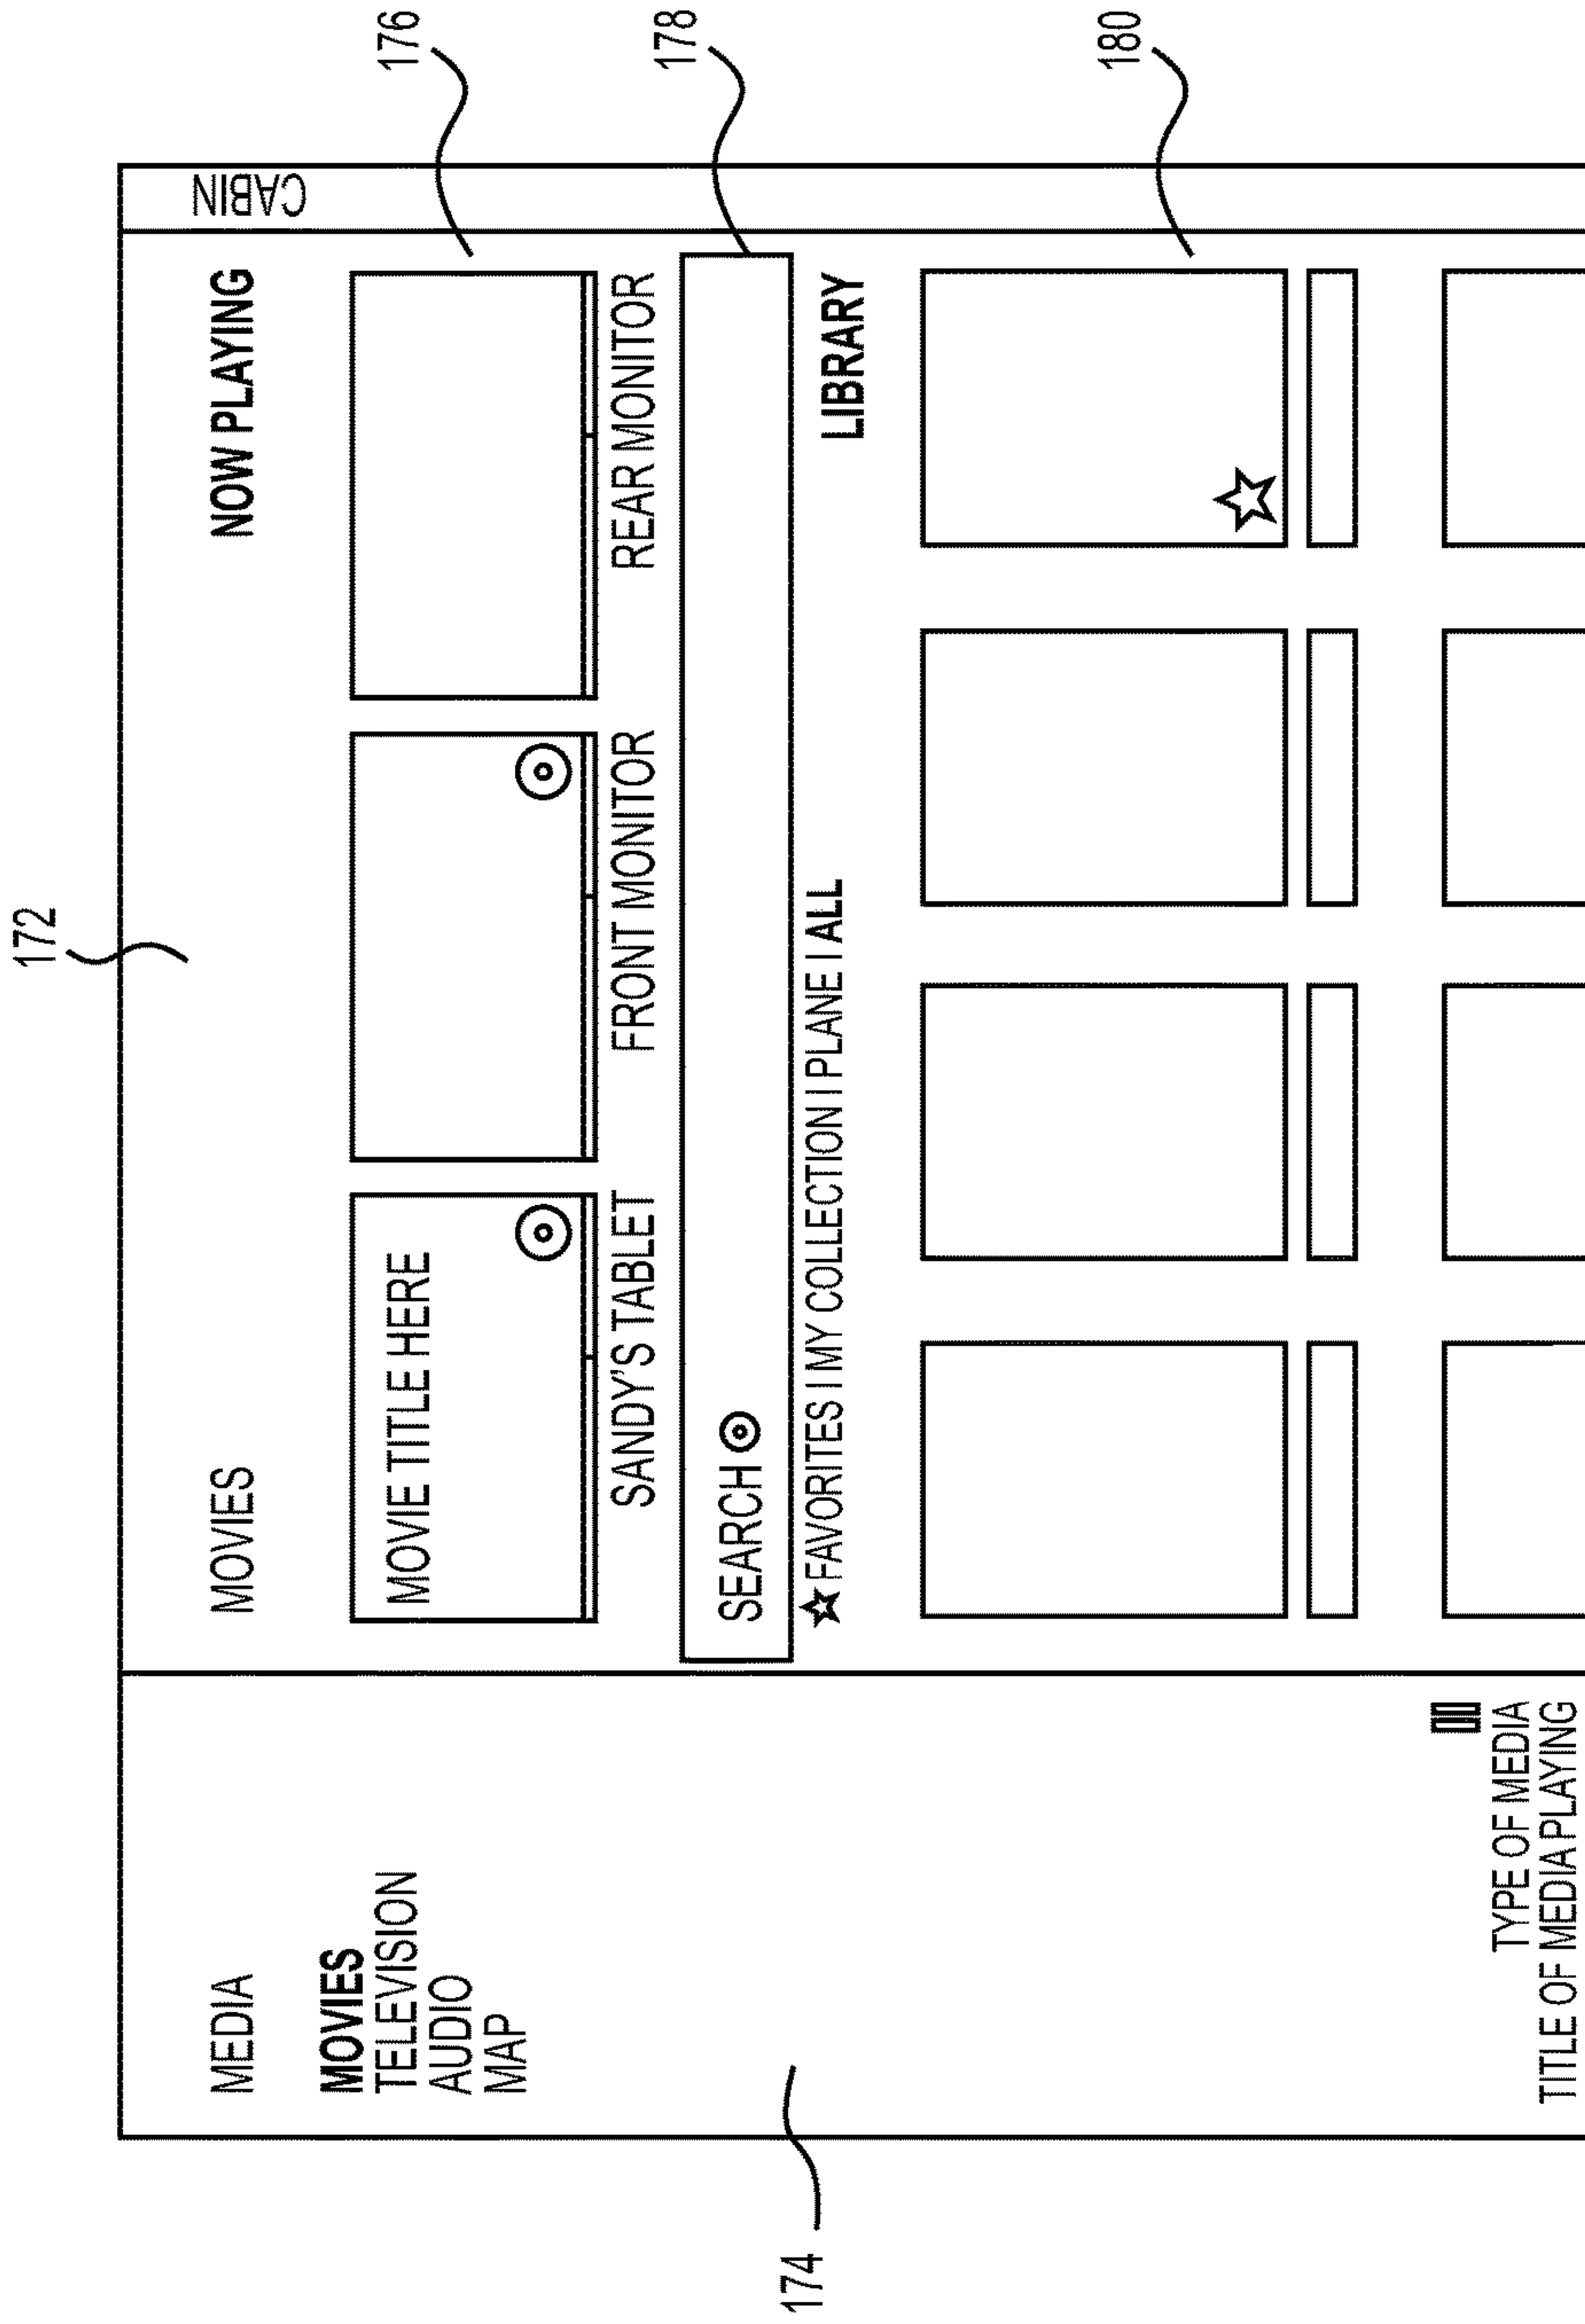 172
MEDIA
MOVIES
TELEVISION
AUDIO
MAP
MOVIES
NOW PLAYING
CABIN
MOVIE TITLE HERE
SANDY'S TABLET
FRONT MONITOR
REAR MONITOR
176
SEARCH
178
FAVORITES I MY COLLECTION I PLANE I ALL
LIBRARY
180
174
TYPE OF MEDIA
TITLE OF MEDIA PLAYING